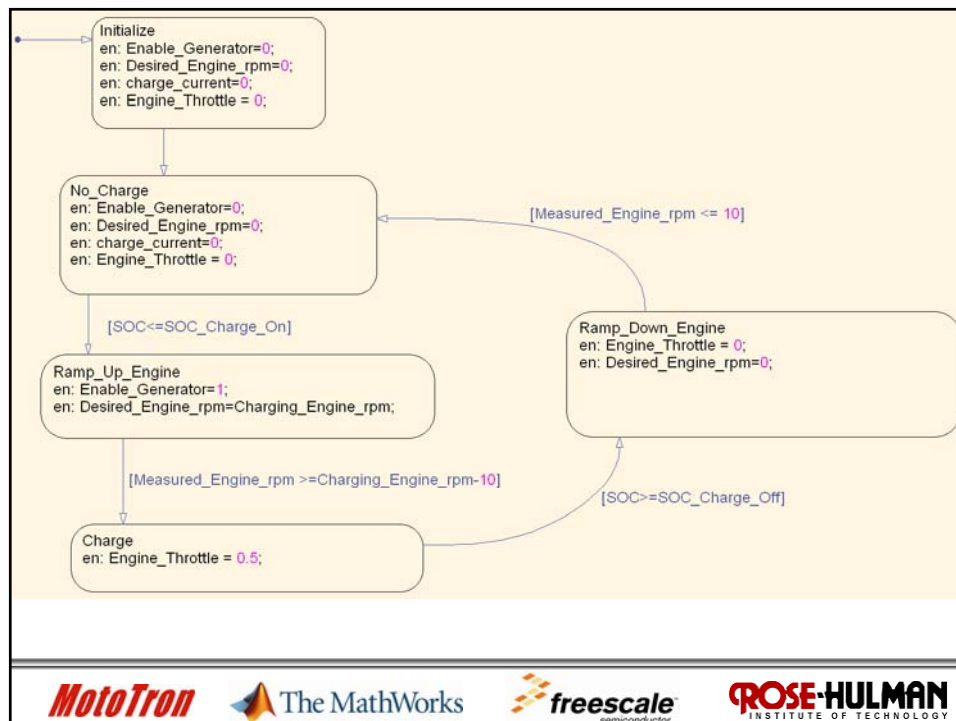 Initialize
en: Enable_Generator=0;
en: Desired_Engine_rpm=0;
en: charge_current=0;
en: Engine_Throttle = 0;
No_Charge
en: Enable_Generator=0;
en: Desired_Engine_rpm=0;
en: charge_current=0;
en: Engine_Throttle = 0;
[Measured_Engine_rpm <= 10]
[SOC<=SOC_Charge_On]
Ramp_Down_Engine
en: Engine_Throttle = 0;
en: Desired_Engine_rpm=0;
Ramp_Up_Engine
en: Enable_Generator=1;
en: Desired_Engine_rpm=Charging_Engine_rpm;
[Measured_Engine_rpm >=Charging_Engine_rpm-10]
[SOC>=SOC_Charge_Off]
Charge
en: Engine_Throttle = 0.5;
MotoTron
The MathWorks
freescale
semiconductor
ROSE-HULMAN
INSTITUTE OF TECHNOLOGY